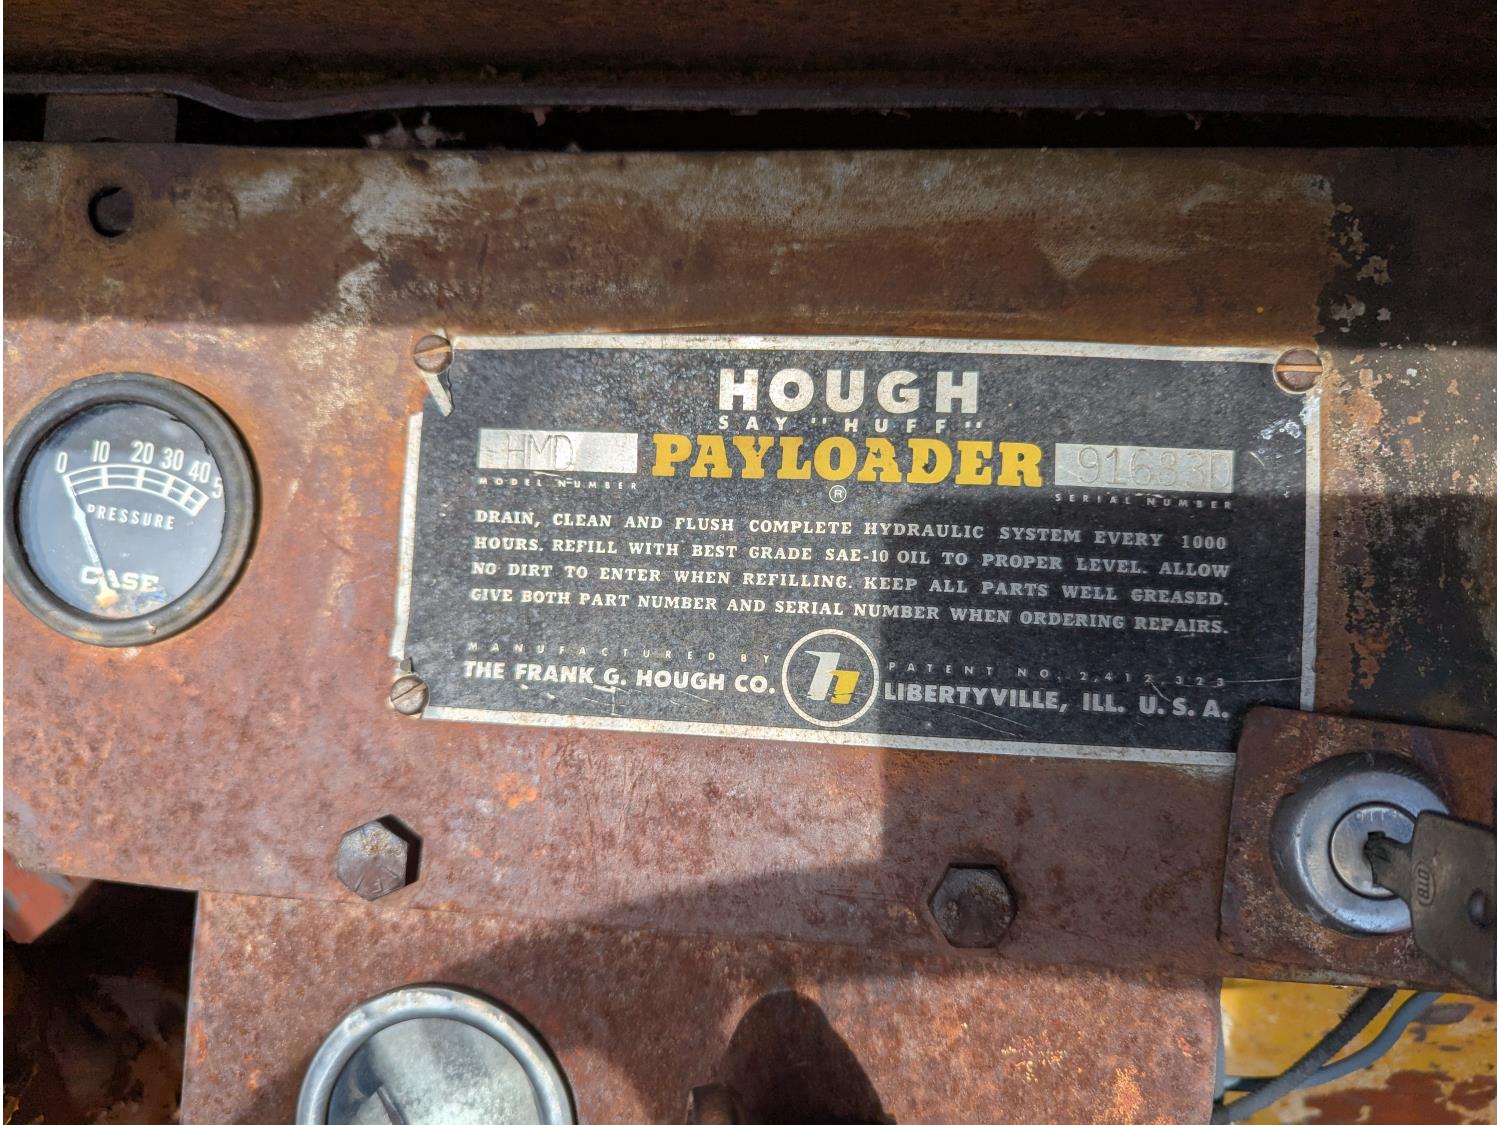 HOUGH
SAY "HUFF"
HMD
MODEL NUMBER
PAYLOADER
®
SERIAL NUMBER
DRAIN, CLEAN AND FLUSH COMPLETE HYDRAULIC SYSTEM EVERY 1000
HOURS. REFILL WITH BEST GRADE SAE-10 OIL TO PROPER LEVEL. ALLOW
NO DIRT TO ENTER WHEN REFILLING. KEEP ALL PARTS WELL GREASED.
GIVE BOTH PART NUMBER AND SERIAL NUMBER WHEN ORDERING REPAIRS.
MANUFACTURED BY
THE FRANK G. HOUGH CO.
h
PATENT NO. 2,412,323
LIBERTYVILLE, ILL. U. S. A.
0 10 20 30 40 5
PRESSURE
CASE